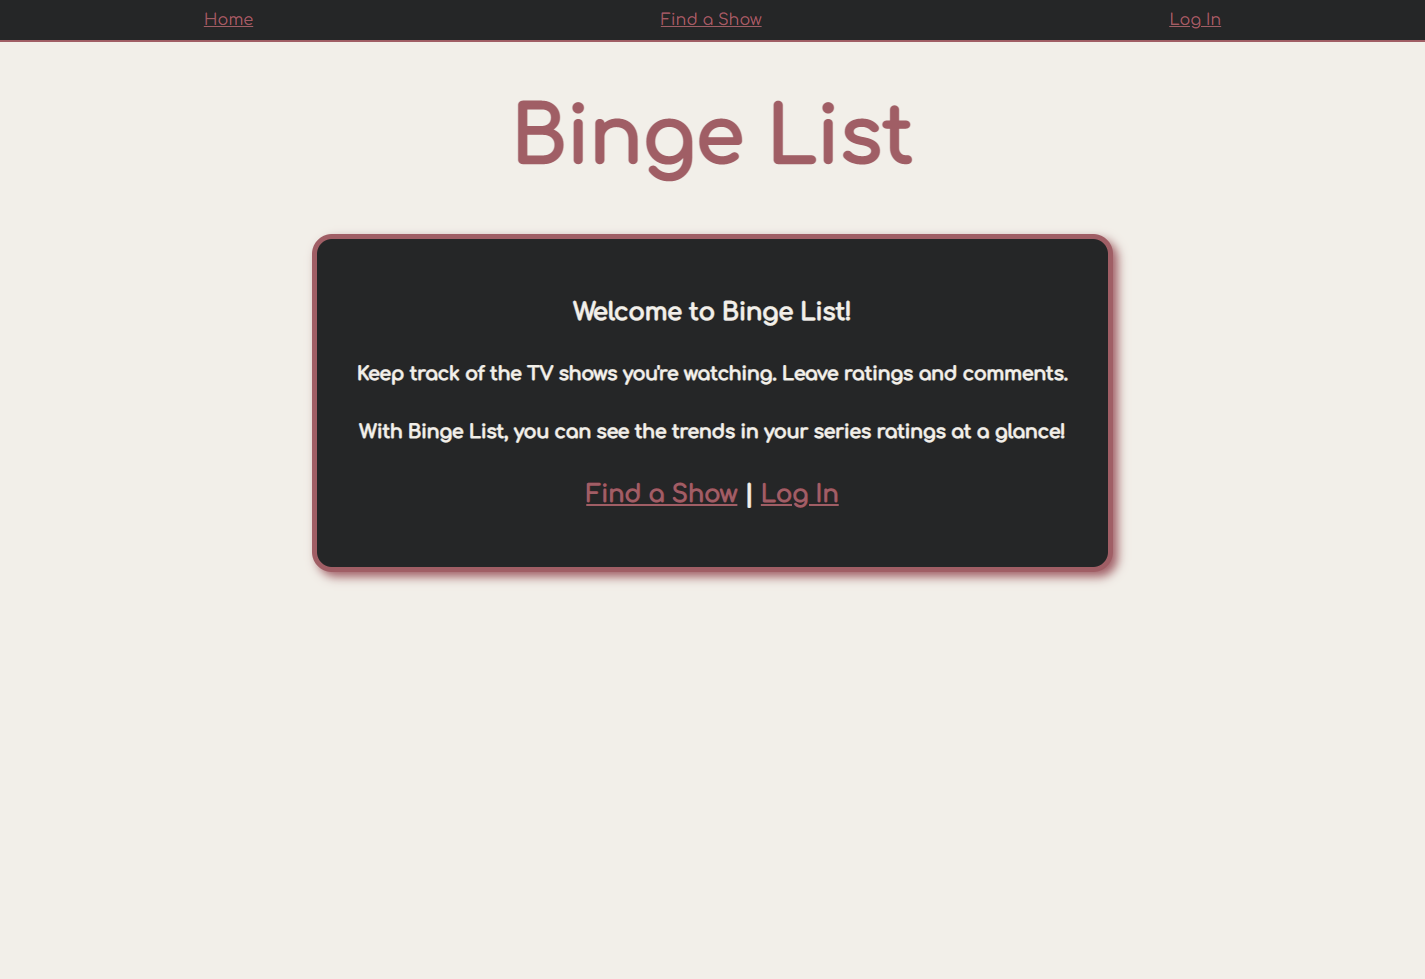 Home Find a Show Log In
Binge List
Welcome to Binge List!
Keep track of the TV shows you're watching. Leave ratings and comments.
With Binge List, you can see the trends in your series ratings at a glance!
Find a Show | Log In